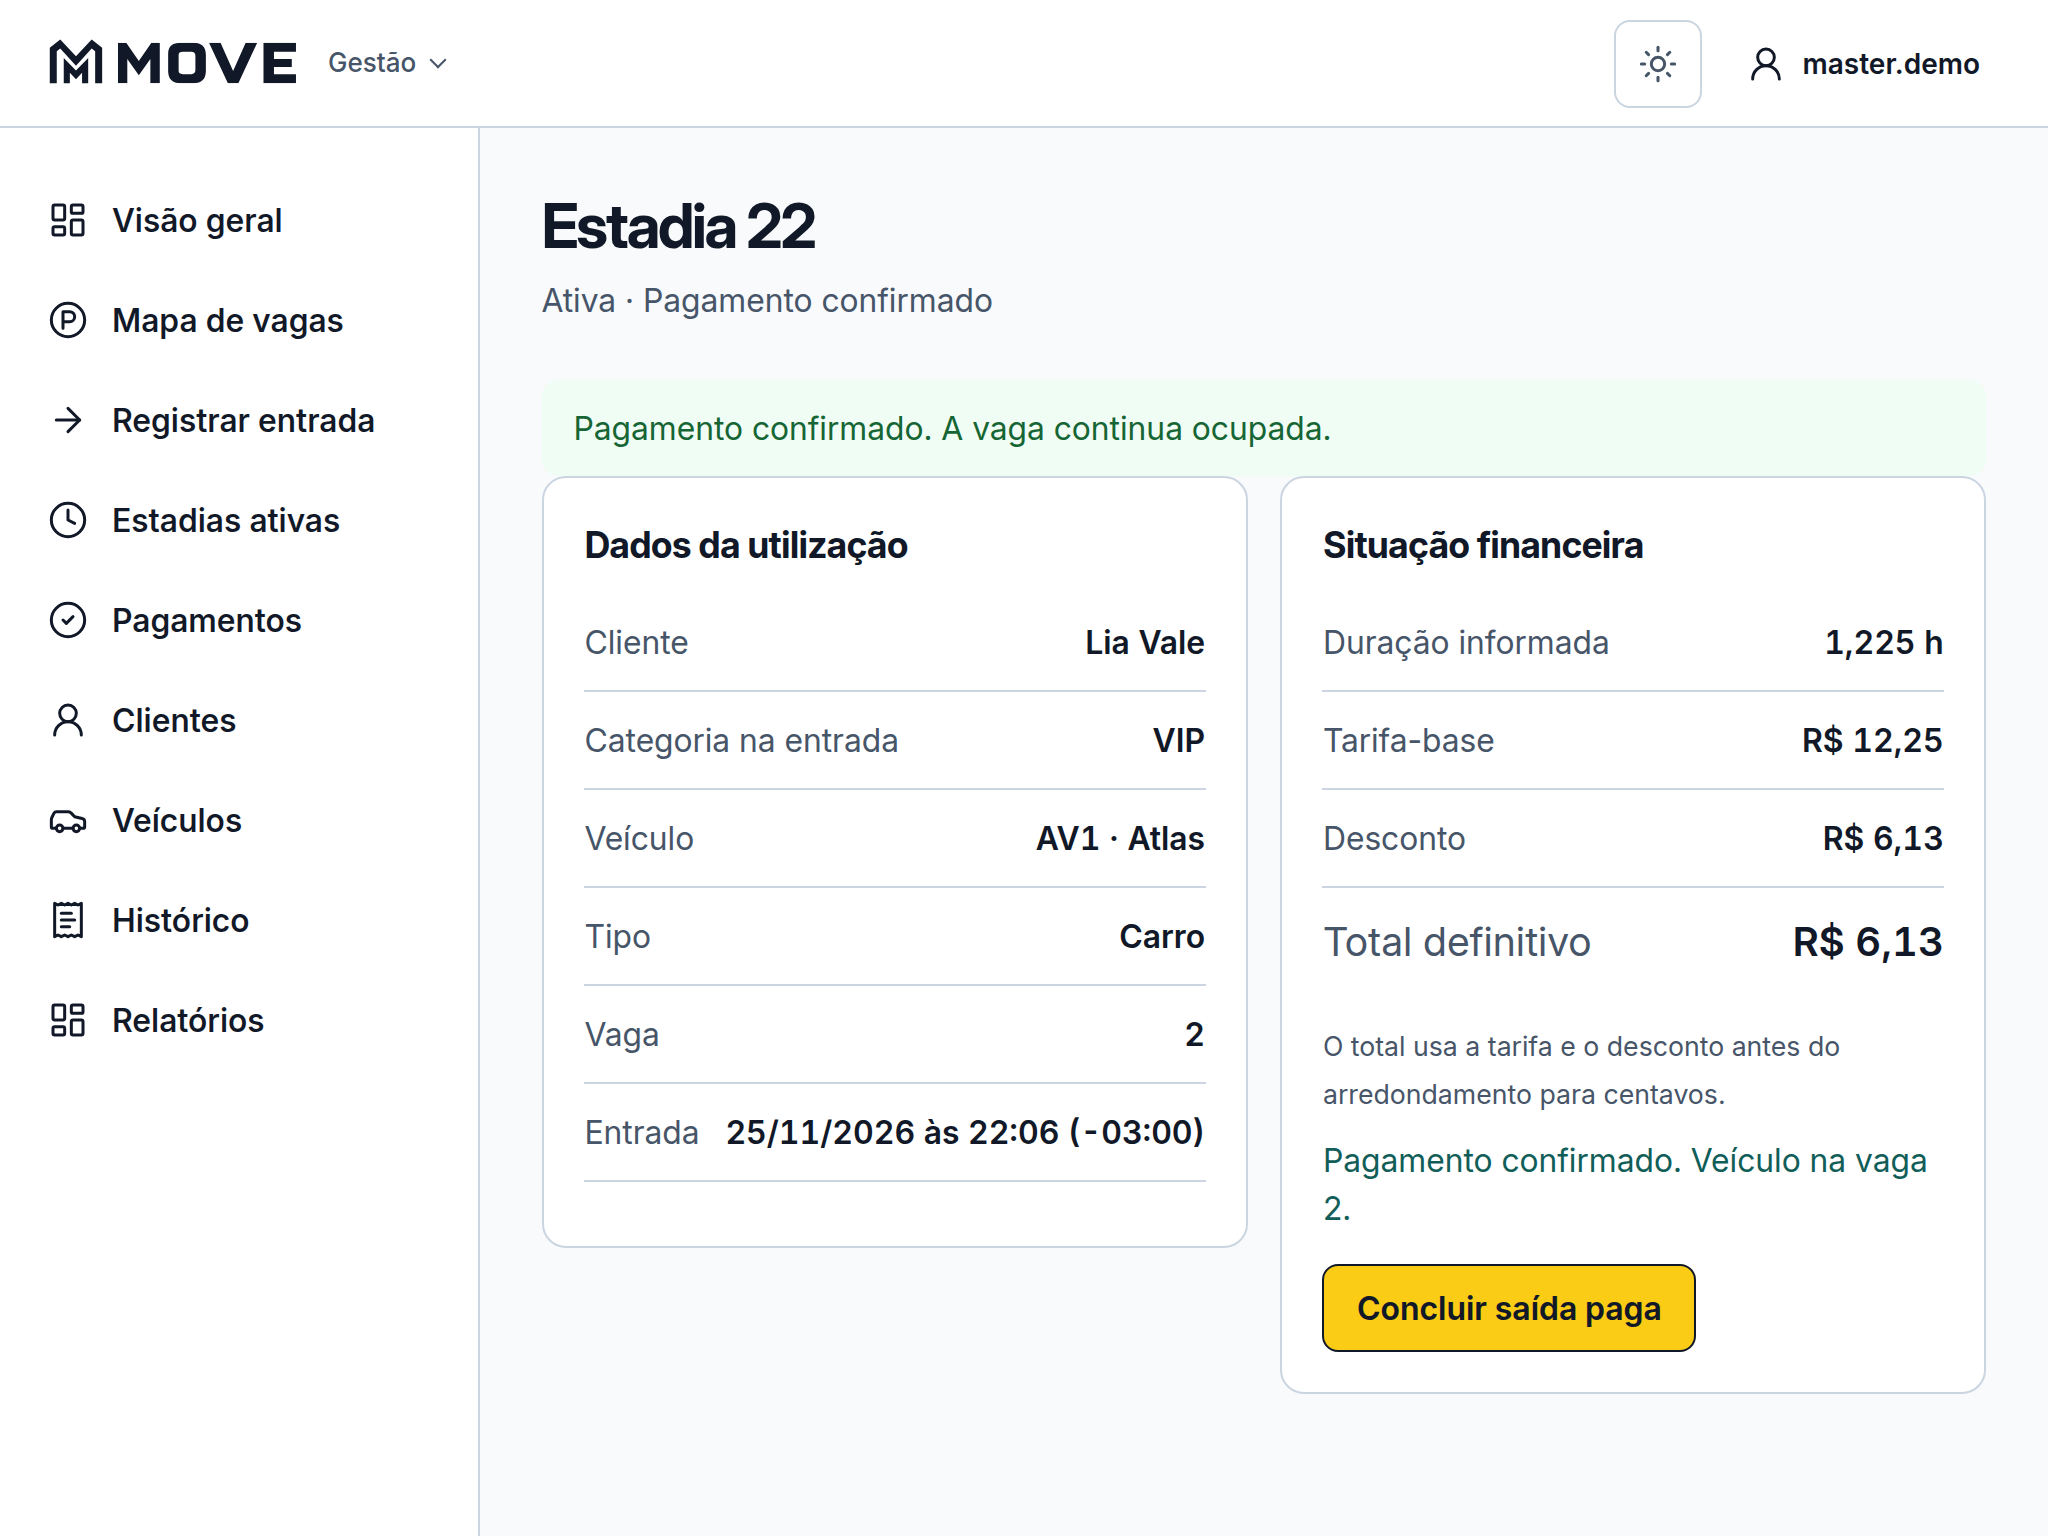 MOVE
Gestão
master.demo
Visão geral
Mapa de vagas
Registrar entrada
Estadias ativas
Pagamentos
Clientes
Veículos
Histórico
Relatórios
Estadia 22
Ativa · Pagamento confirmado
Pagamento confirmado. A vaga continua ocupada.
Dados da utilização
Cliente Lia Vale
Categoria na entrada VIP
Veículo AV1 · Atlas
Tipo Carro
Vaga 2
Entrada 25/11/2026 às 22:06 (-03:00)
Situação financeira
Duração informada 1,225 h
Tarifa-base R$ 12,25
Desconto R$ 6,13
Total definitivo R$ 6,13
O total usa a tarifa e o desconto antes do
arredondamento para centavos.
Pagamento confirmado. Veículo na vaga
2.
Concluir saída paga